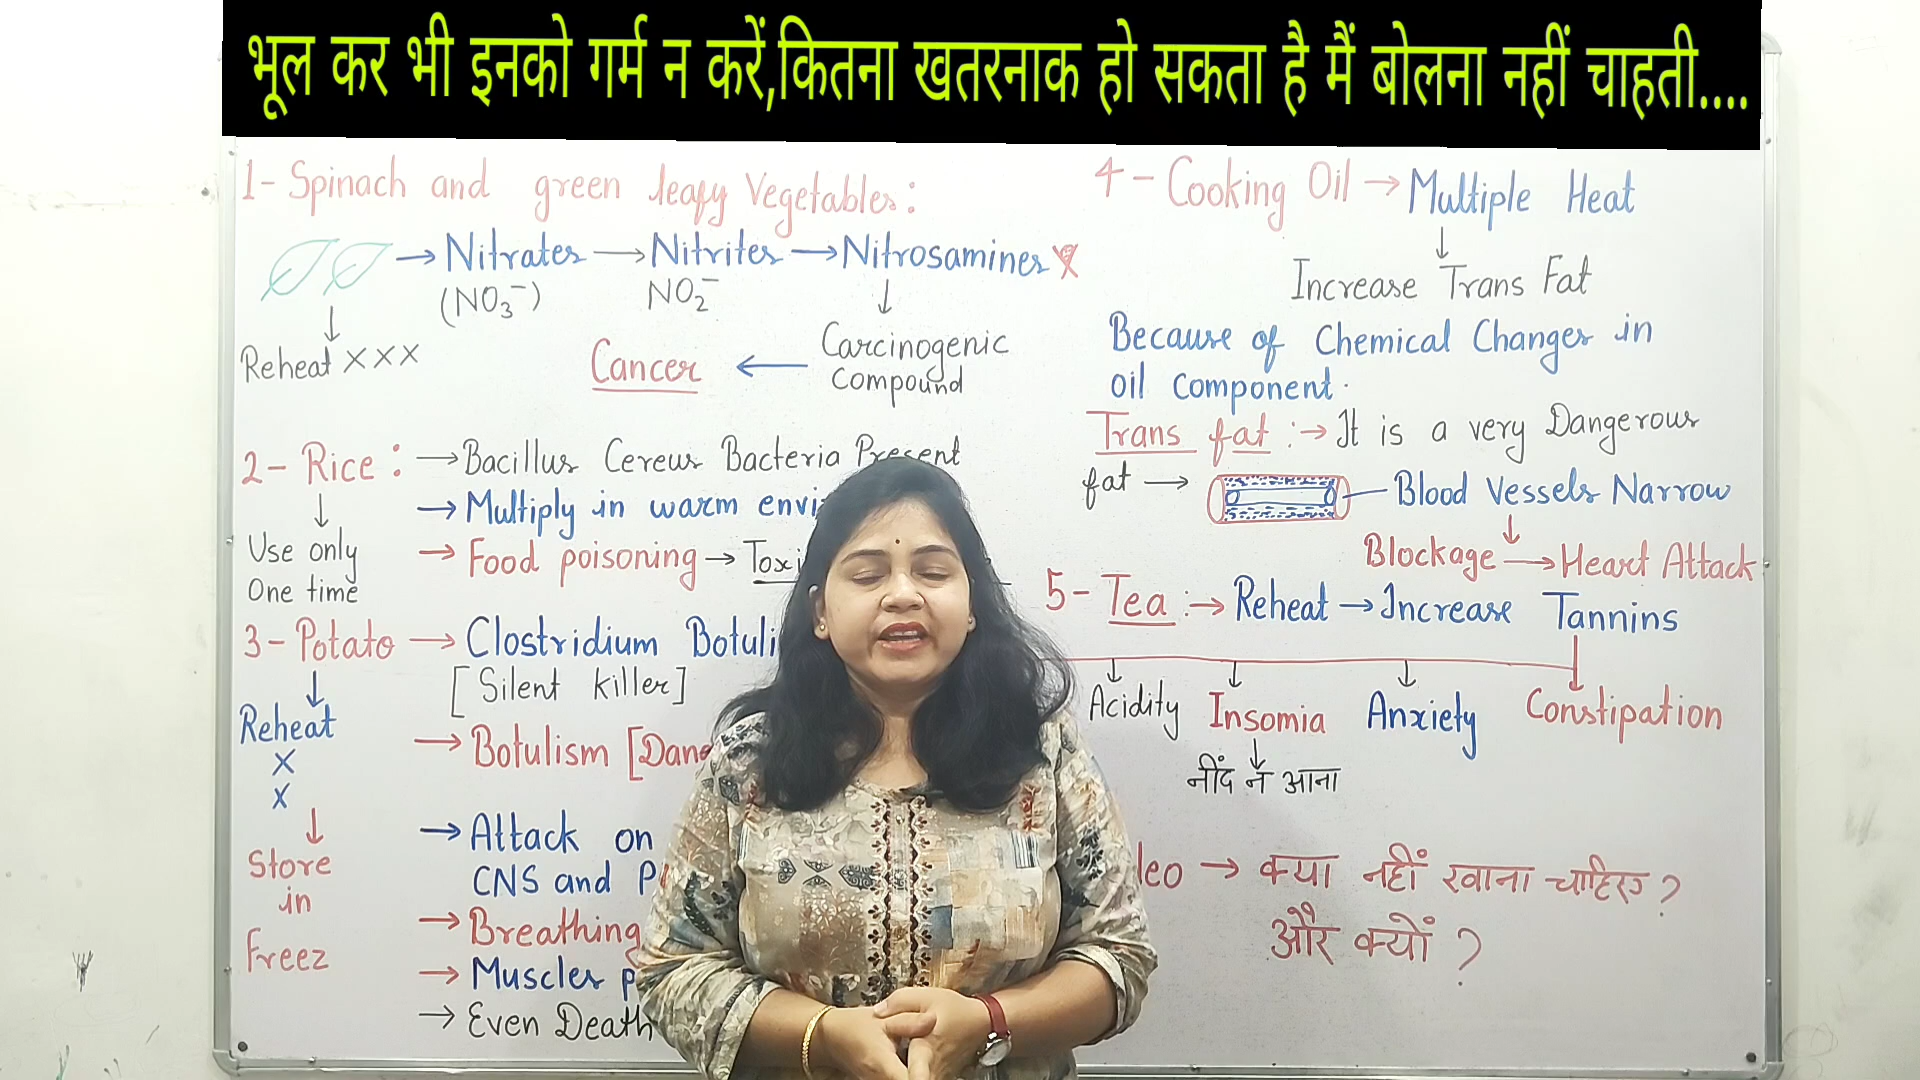 भूल कर भी इनको गर्म न करें,कितना खतरनाक हो सकता है मैं बोलना नहीं चाहती....
1- Spinach and green leafy Vegetables:
→ Nitrates → Nitrites → Nitrosamines
(NO₃⁻) NO₂⁻
↓ ↓
Reheat XXX
Cancer ← Carcinogenic
Compound
2- Rice: → Bacillus Cereus Bacteria Present
↓ → Multiply in warm
Use only → Food poisoning →
One time
3- Potato → Clostridium
↓ [Silent killer]
Reheat → Botulism
X
X
↓ → Attack on
Store CNS and
in → Breathing
Freez → Muscles
→ Even Death
4- Cooking Oil → Multiple Heat
↓
Increase Trans Fat
Because of Chemical Changes in
oil component.
Trans fat :→ It is a very Dangerous
fat → Blood Vessels Narrow
↓
Blockage → Heart Attack
5- Tea :→ Reheat → Increase Tannins
↓ ↓ ↓ ↓
Acidity Insomia Anxiety Constipation
↓
नींद न आना
→ क्या नहीं खाना चाहिए ?
और क्यों ?